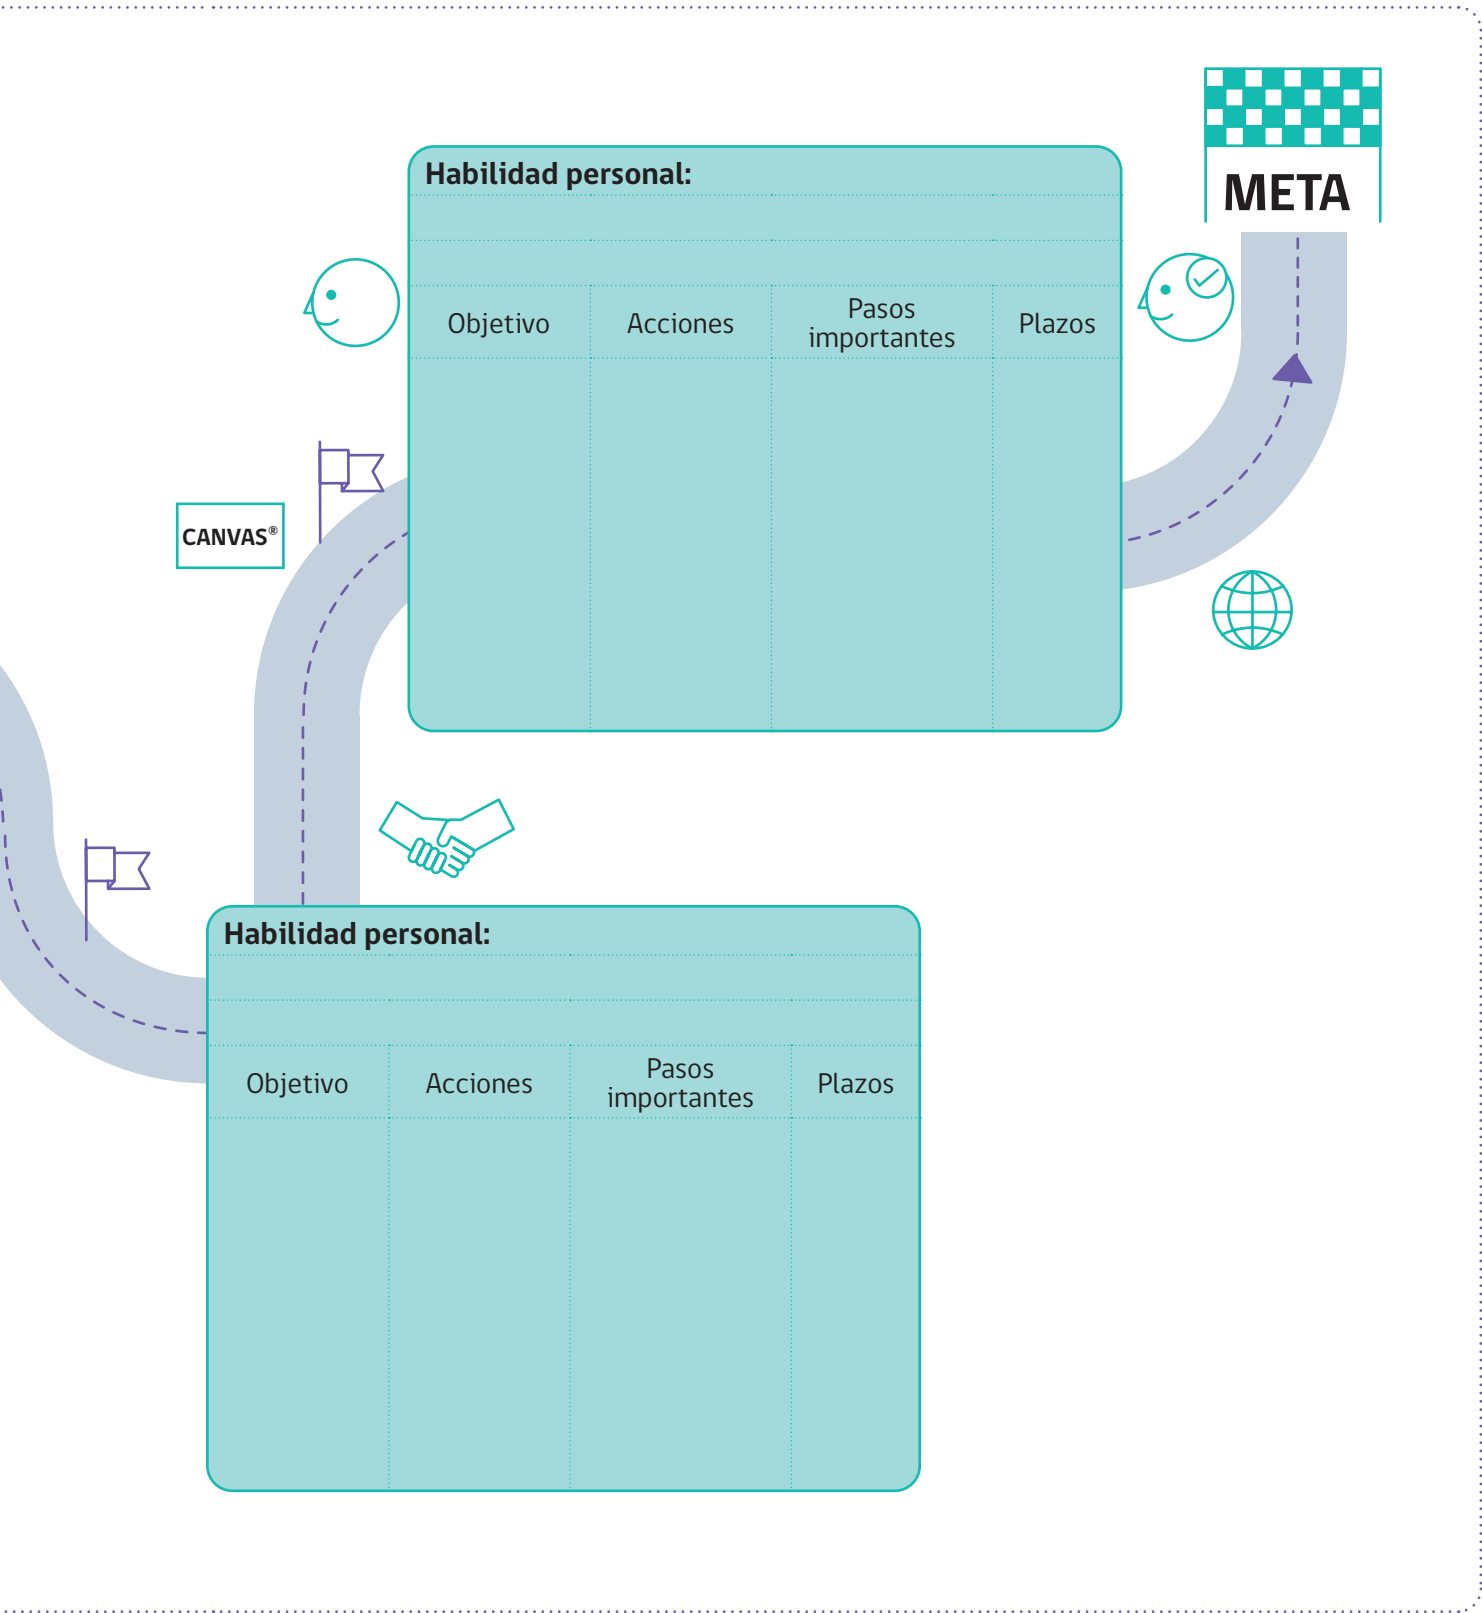 META
Habilidad personal:
Objetivo
Acciones
Pasos
importantes
Plazos
CANVAS®
Habilidad personal:
Objetivo
Acciones
Pasos
importantes
Plazos